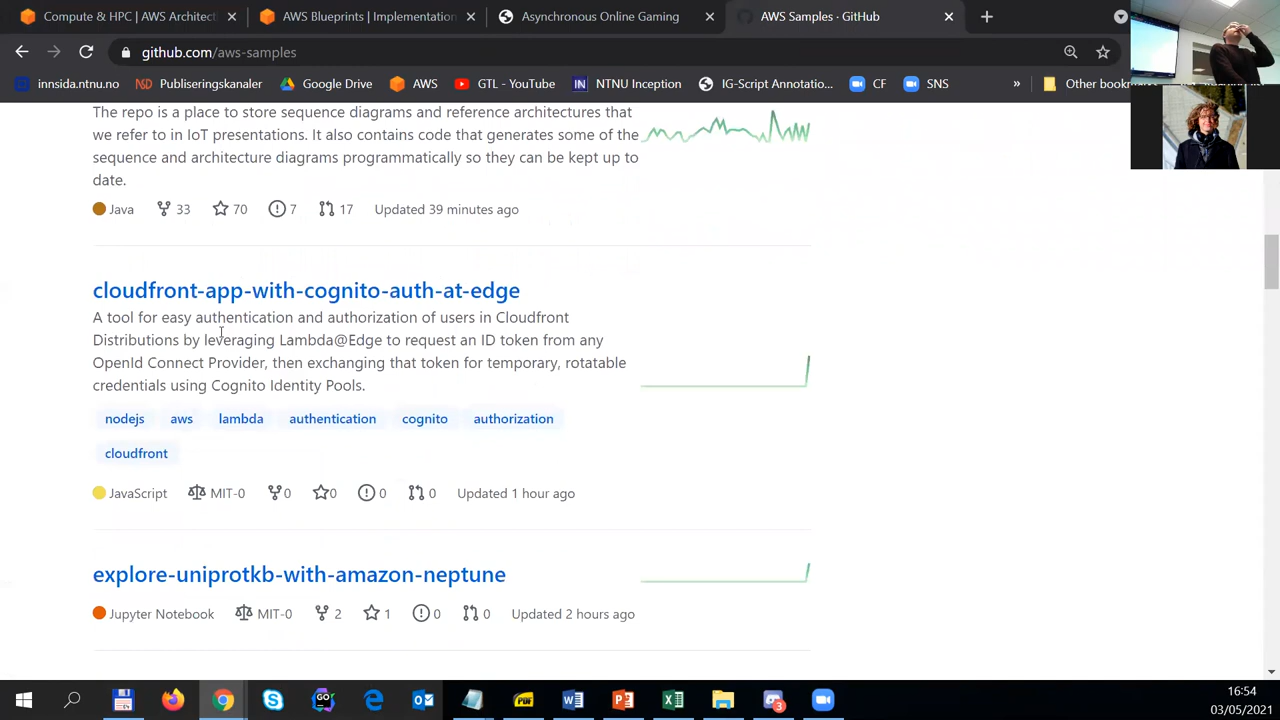 Compute & HPC | AWS Architect
AWS Blueprints | Implementation
Asynchronous Online Gaming
AWS Samples · GitHub
github.com/aws-samples
innsida.ntnu.no
Publiseringskanaler
Google Drive
AWS
GTL - YouTube
NTNU Inception
IG-Script Annotatio...
CF
SNS
»
Other bookmarks
The repo is a place to store sequence diagrams and reference architectures that
we refer to in IoT presentations. It also contains code that generates some of the
sequence and architecture diagrams programmatically so they can be kept up to
date.
Java 33 70 7 17 Updated 39 minutes ago
cloudfront-app-with-cognito-auth-at-edge
A tool for easy authentication and authorization of users in Cloudfront
Distributions by leveraging Lambda@Edge to request an ID token from any
OpenId Connect Provider, then exchanging that token for temporary, rotatable
credentials using Cognito Identity Pools.
nodejs aws lambda authentication cognito authorization
cloudfront
JavaScript MIT-0 0 0 0 0 Updated 1 hour ago
explore-uniprotkb-with-amazon-neptune
Jupyter Notebook MIT-0 2 1 0 0 Updated 2 hours ago
16:54
03/05/2021